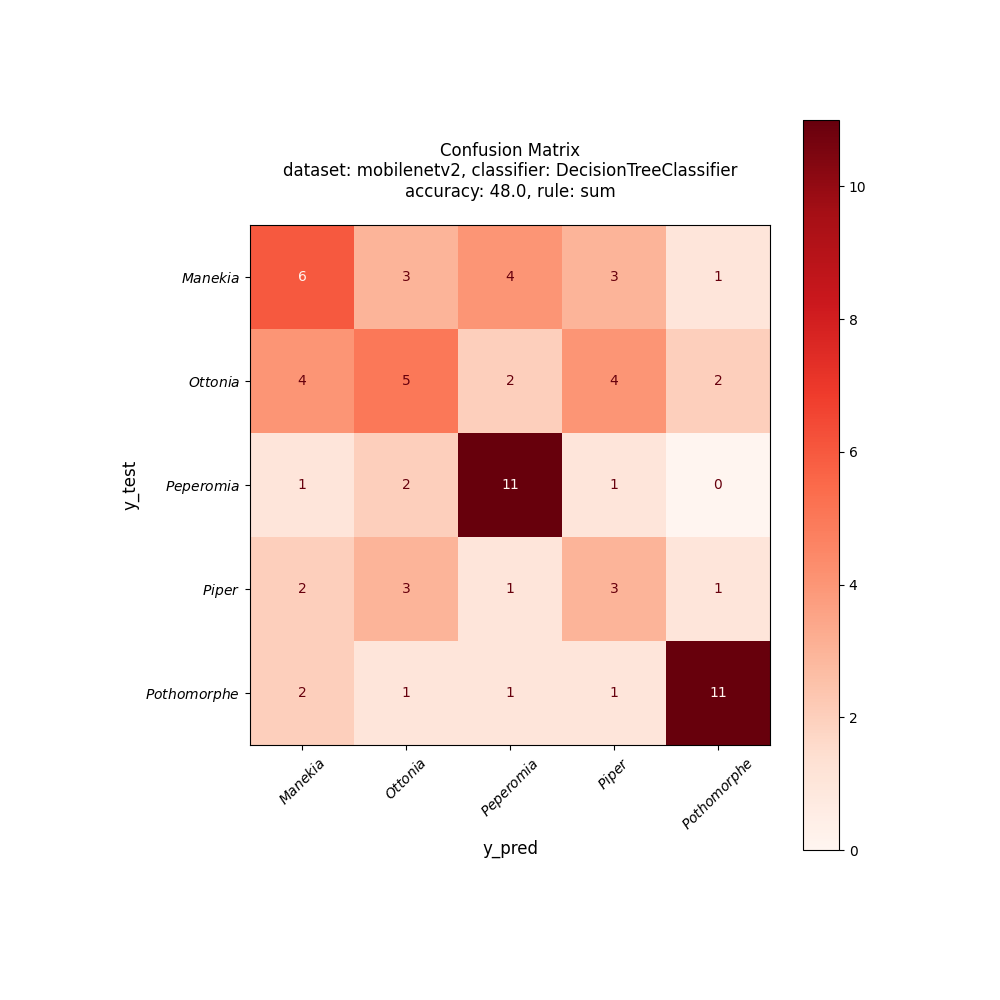 Confusion Matrix
dataset: mobilenetv2, classifier: DecisionTreeClassifier
accuracy: 48.0, rule: sum
y_test
Manekia 6 3 4 3 1
Ottonia 4 5 2 4 2
Peperomia 1 2 11 1 0
Piper 2 3 1 3 1
Pothomorphe 2 1 1 1 11
Manekia Ottonia Peperomia Piper Pothomorphe
y_pred
10
8
6
4
2
0